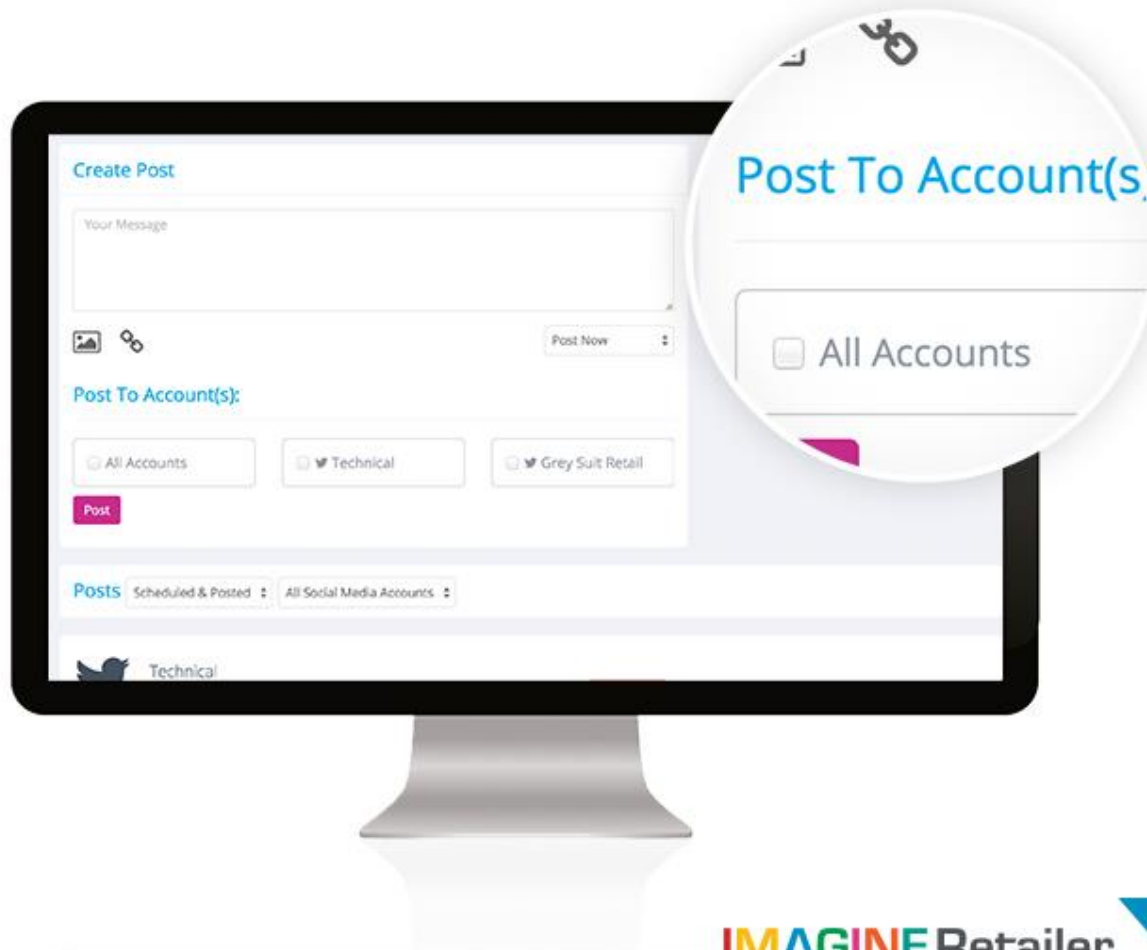 Create Post
Your Message
Post Now
Post To Account(s):
All Accounts
Technical
Grey Suit Retail
Post
Posts
Scheduled & Posted
All Social Media Accounts
Technical
Post To Account(s)
All Accounts
IMAGINE Retailer